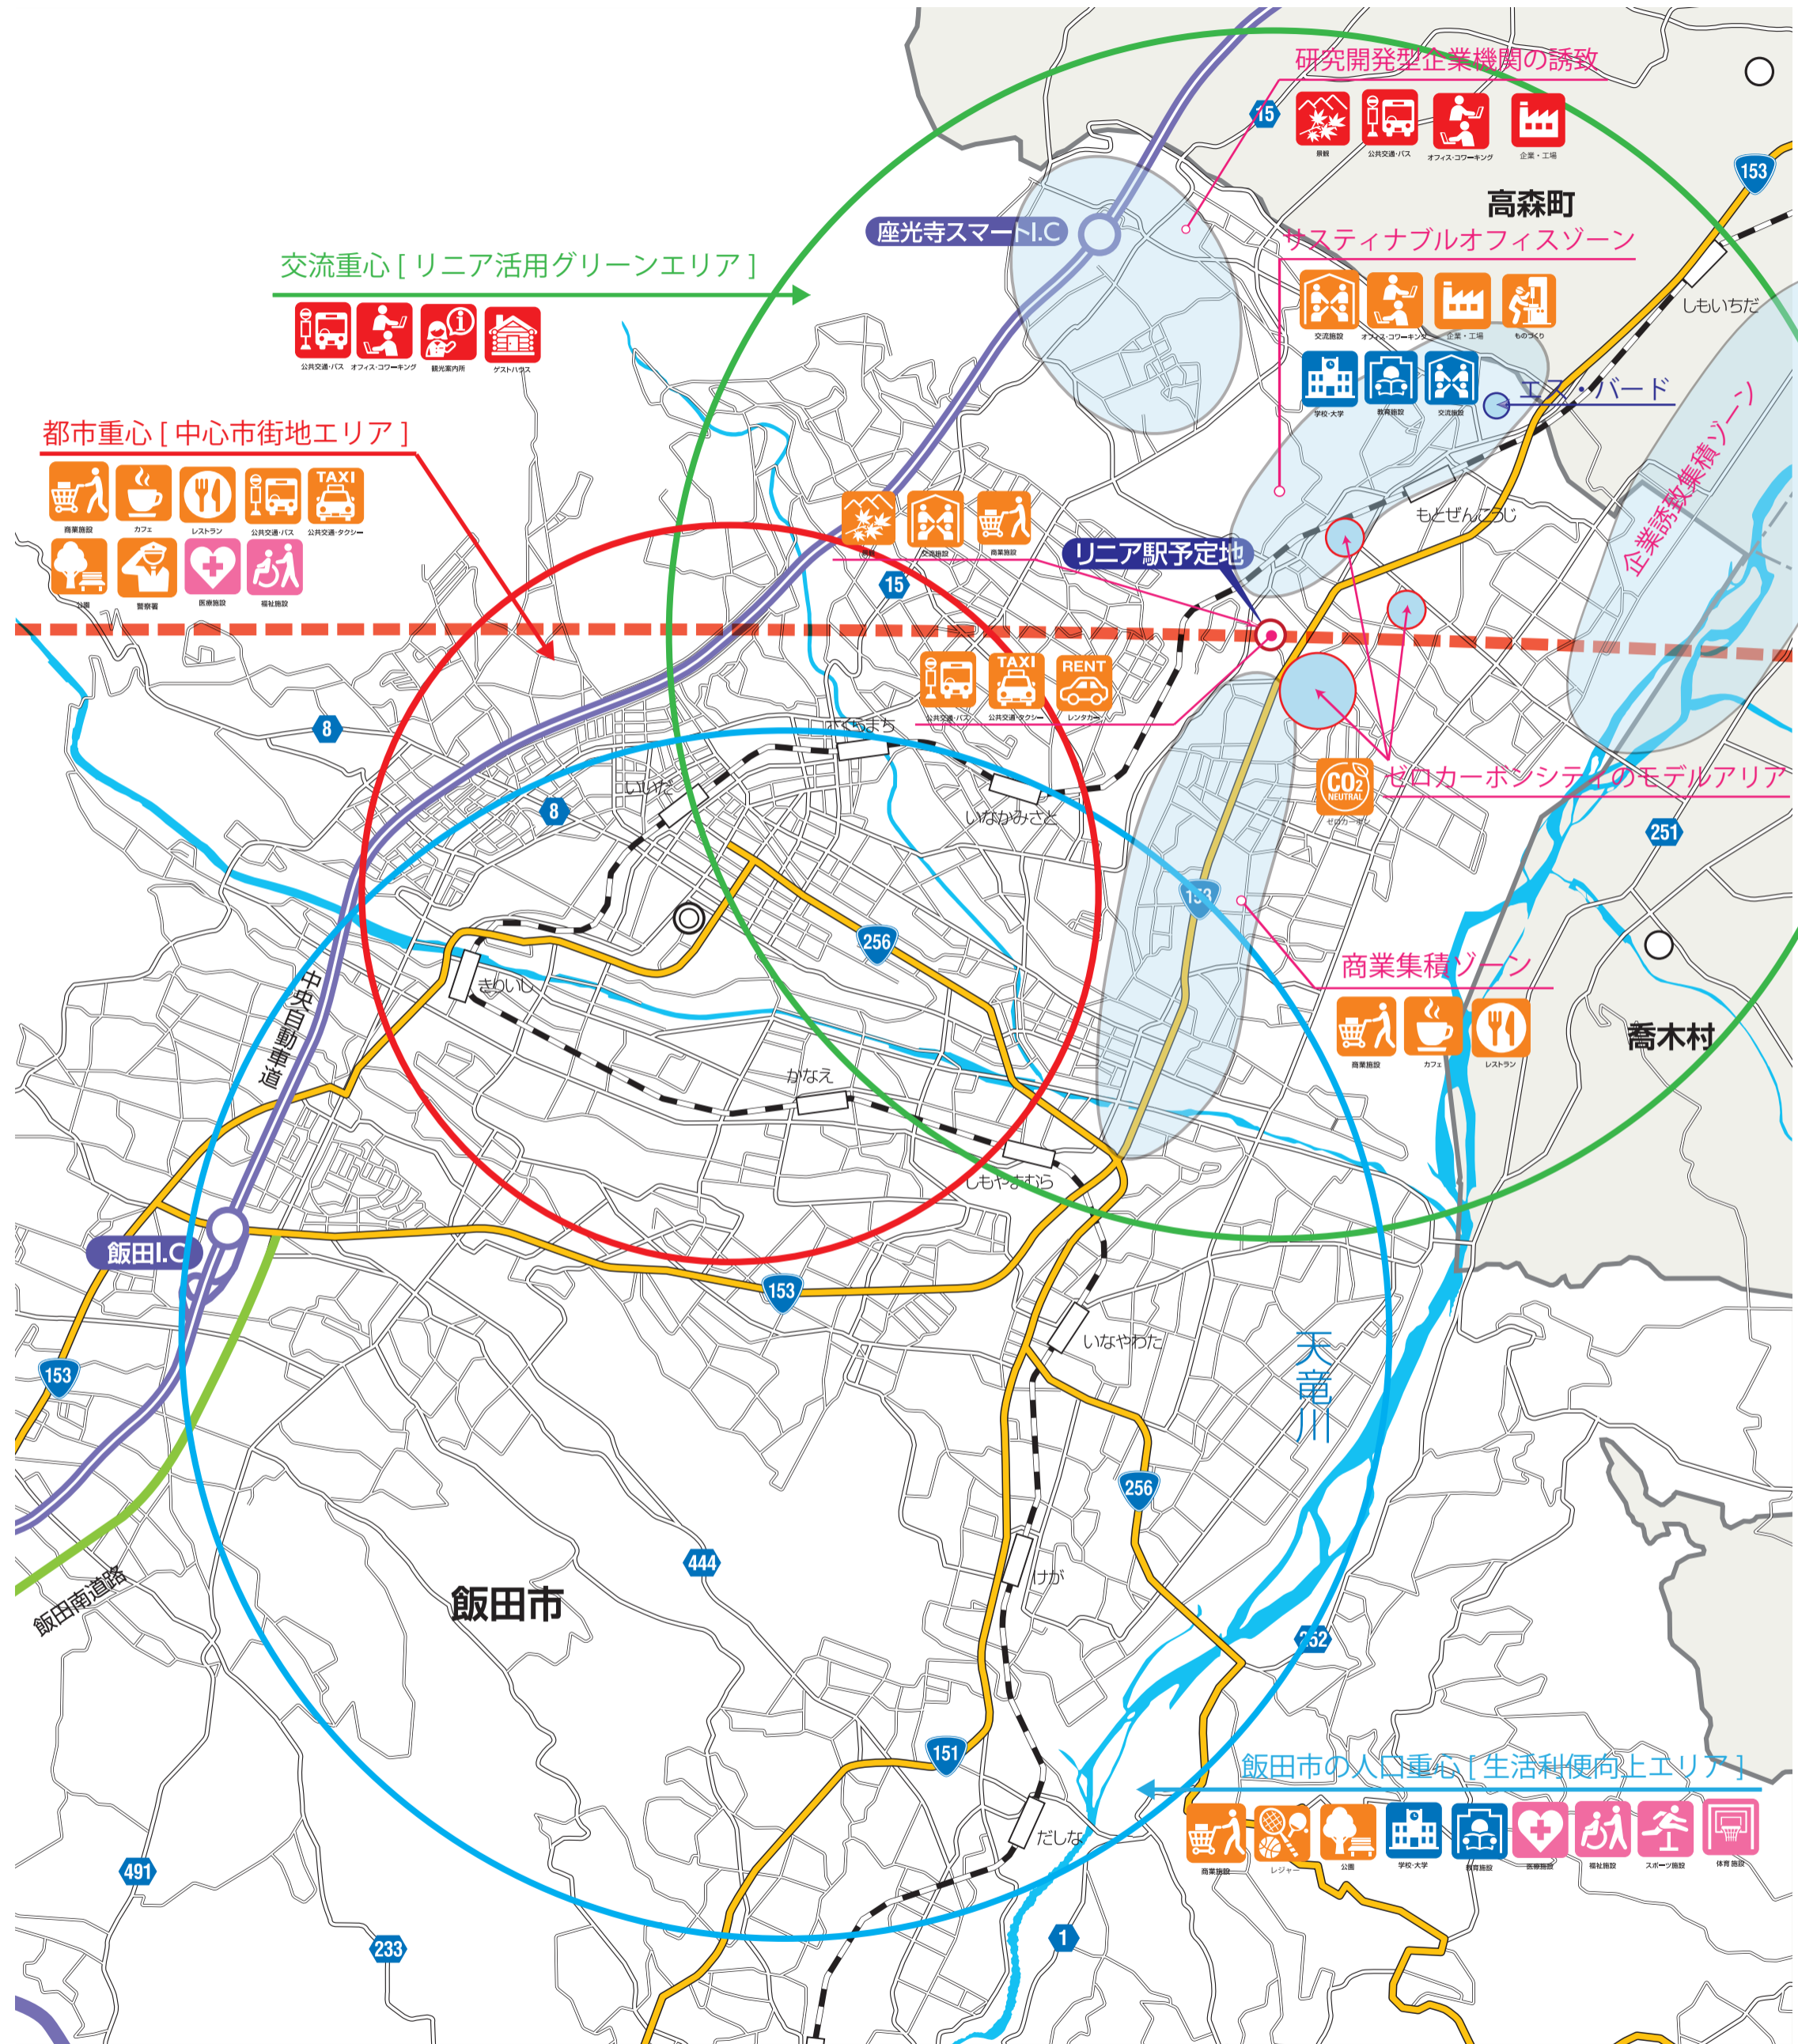 研究開発型企業機関の誘致
15
景観
公共交通・バス
オフィス・コワーキング
企業・工場
153
高森町
座光寺スマートI.C
サスティナブルオフィスゾーン
交流重心 [ リニア活用グリーンエリア ]
公共交通・バス
オフィス・コワーキング
観光案内所
ゲストハウス
交流施設
オフィス・コワーキング
企業・工場
ものづくり
しもいちだ
学校・大学
教育施設
交流施設
エス・バード
企業誘致集積ゾーン
都市重心 [ 中心市街地エリア ]
TAXI
商業施設
カフェ
レストラン
公共交通・バス
公共交通・タクシー
公園
警察署
医療施設
福祉施設
景観
交流施設
商業施設
もとぜんこうじ
リニア駅予定地
15
TAXI
RENT
公共交通・バス
公共交通・タクシー
レンタカー
8
さくらまち
いいだ
8
いなかみさと
ゼロカーボンシティのモデルアリア
CO2
NEUTRAL
ゼロカーボン
251
153
256
商業集積ゾーン
商業施設
カフェ
レストラン
喬木村
きりいし
中央自動車道
かなえ
しもやまむら
飯田I.C
153
153
いなやわた
天竜川
256
444
けが
飯田南道路
飯田市
252
151
飯田市の人口重心 [ 生活利便向上エリア ]
商業施設
レジャー
公園
学校・大学
教育施設
医療施設
福祉施設
スポーツ施設
体育施設
だしな
491
233
1